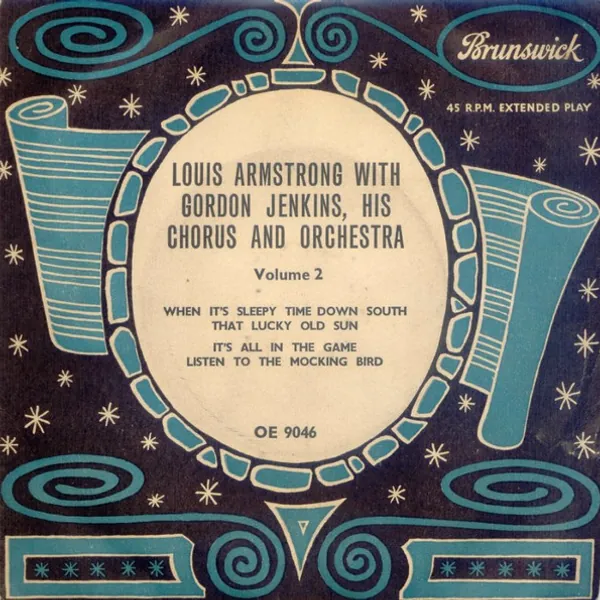 Brunswick
45 R.P.M. EXTENDED PLAY
LOUIS ARMSTRONG WITH
GORDON JENKINS, HIS
CHORUS AND ORCHESTRA
Volume 2
WHEN IT'S SLEEPY TIME DOWN SOUTH
THAT LUCKY OLD SUN
IT'S ALL IN THE GAME
LISTEN TO THE MOCKING BIRD
OE 9046